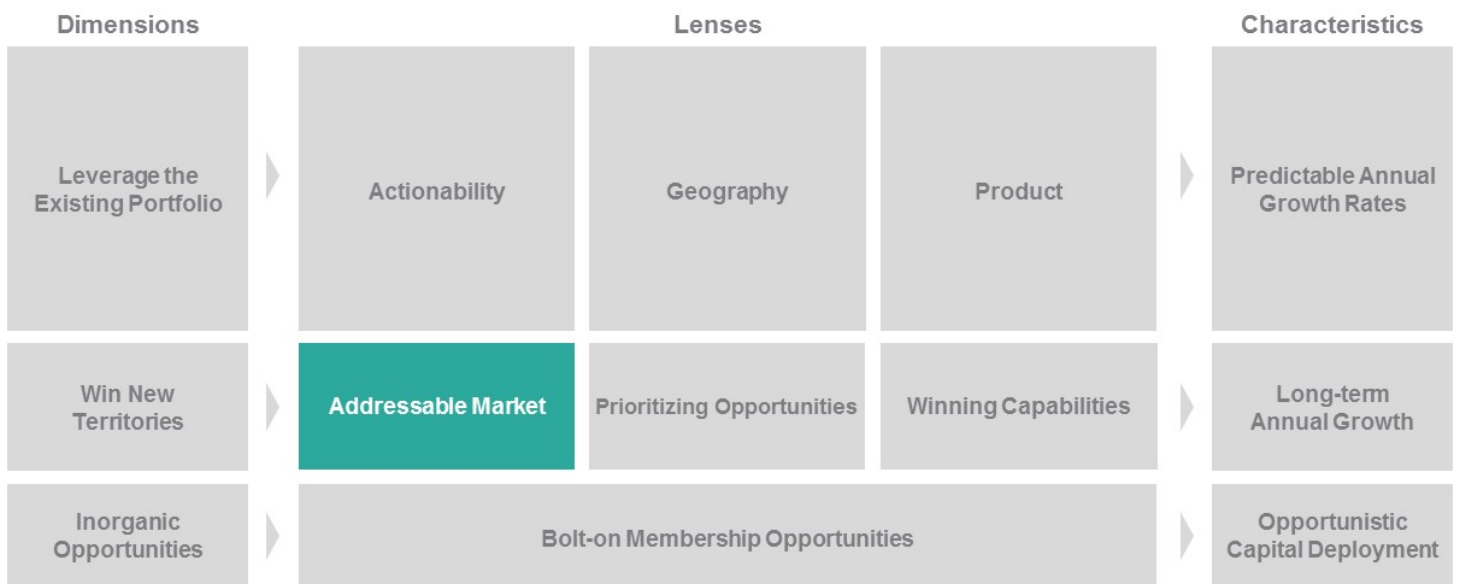 Dimensions
Lenses
Characteristics
Leverage the
Existing Portfolio
Actionability
Geography
Product
Predictable Annual
Growth Rates
Win New
Territories
Addressable Market
Prioritizing Opportunities
Winning Capabilities
Long-term
Annual Growth
Inorganic
Opportunities
Bolt-on Membership Opportunities
Opportunistic
Capital Deployment